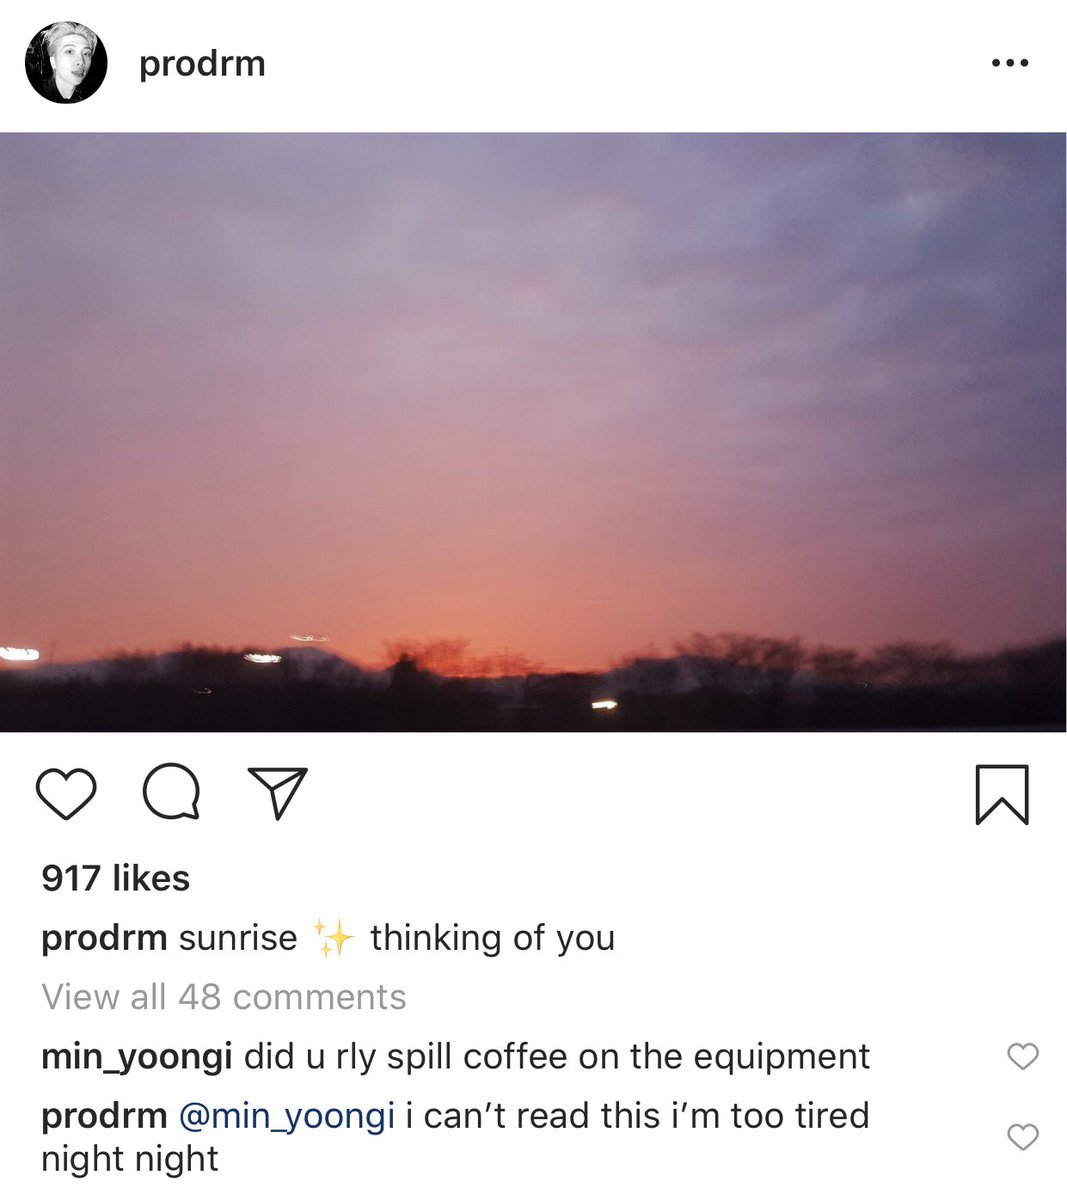 prodrm
917 likes
prodrm sunrise ✨ thinking of you
View all 48 comments
min_yoongi did u rly spill coffee on the equipment
prodrm @min_yoongi i can’t read this i’m too tired
night night